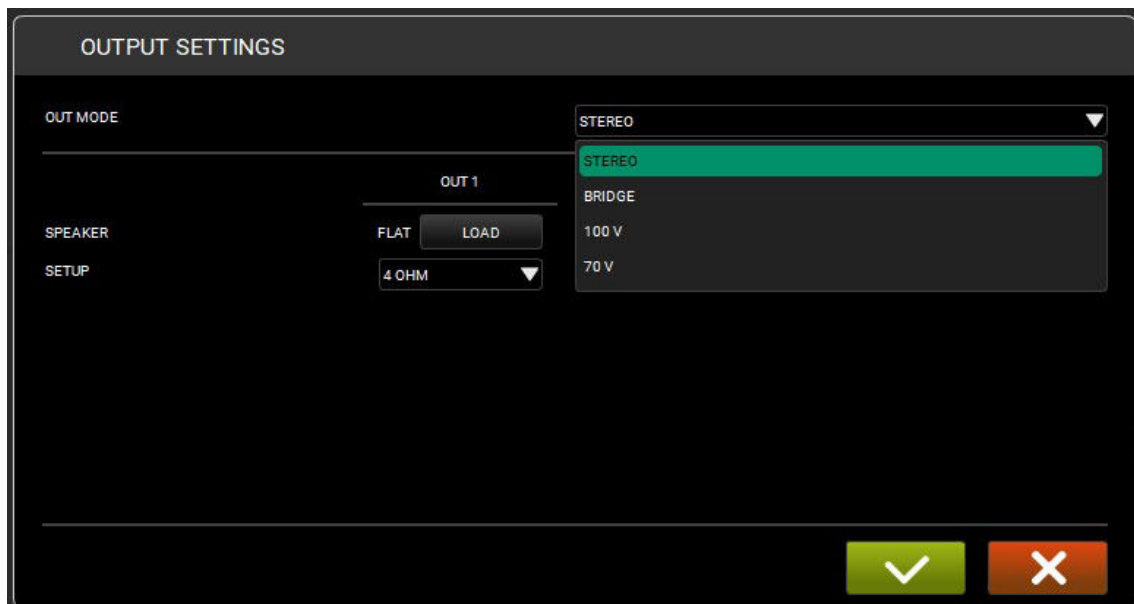 OUTPUT SETTINGS
OUT MODE
STEREO
STEREO
BRIDGE
100 V
70 V
OUT 1
SPEAKER
FLAT
LOAD
SETUP
4 OHM